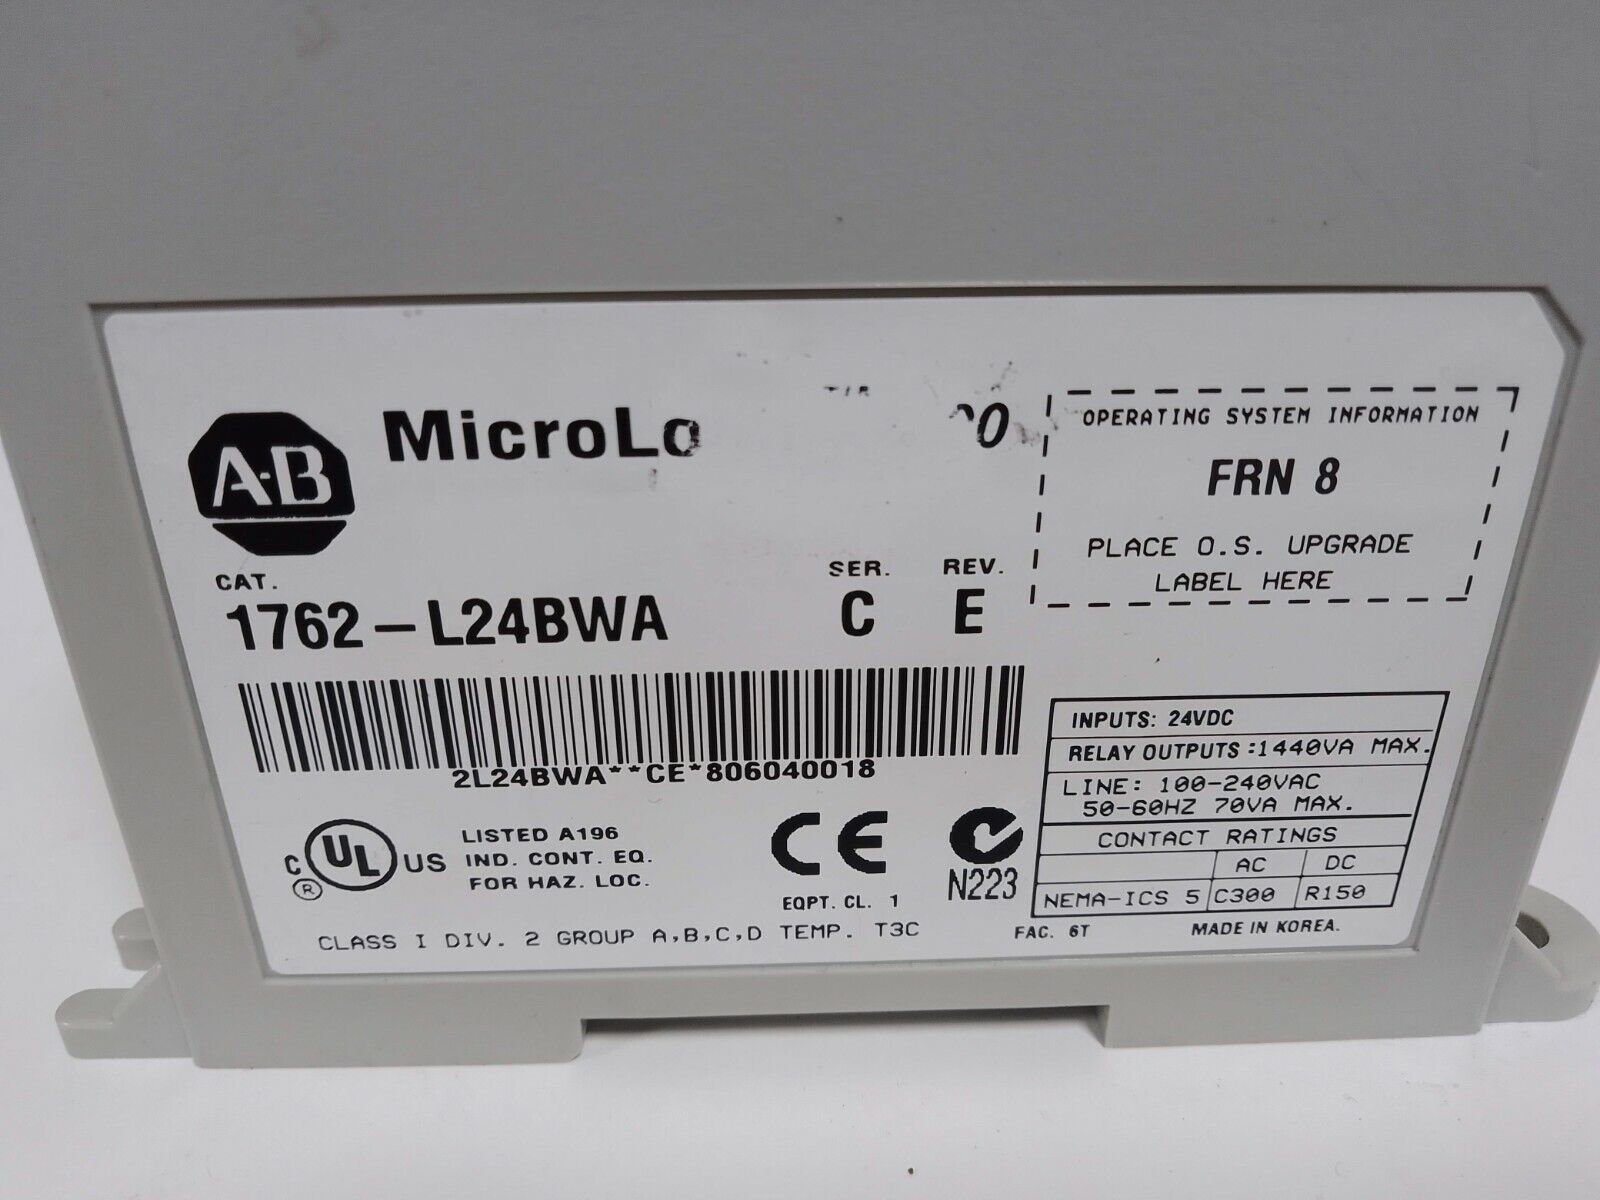 A-B
MicroLo
00
CAT.
1762-L24BWA
SER.
C
REV.
E
OPERATING SYSTEM INFORMATION
FRN 8
PLACE O.S. UPGRADE
LABEL HERE
2L24BWA**CE*806040018
INPUTS: 24VDC
RELAY OUTPUTS:1440VA MAX.
LINE: 100-240VAC
50-60HZ 70VA MAX.
CONTACT RATINGS
AC DC
NEMA-ICS 5 C300 R150
C UL US ®
LISTED A196
IND. CONT. EQ.
FOR HAZ. LOC.
CE
EQPT. CL. 1
N223
CLASS I DIV. 2 GROUP A,B,C,D TEMP. T3C
FAC. 6T
MADE IN KOREA.